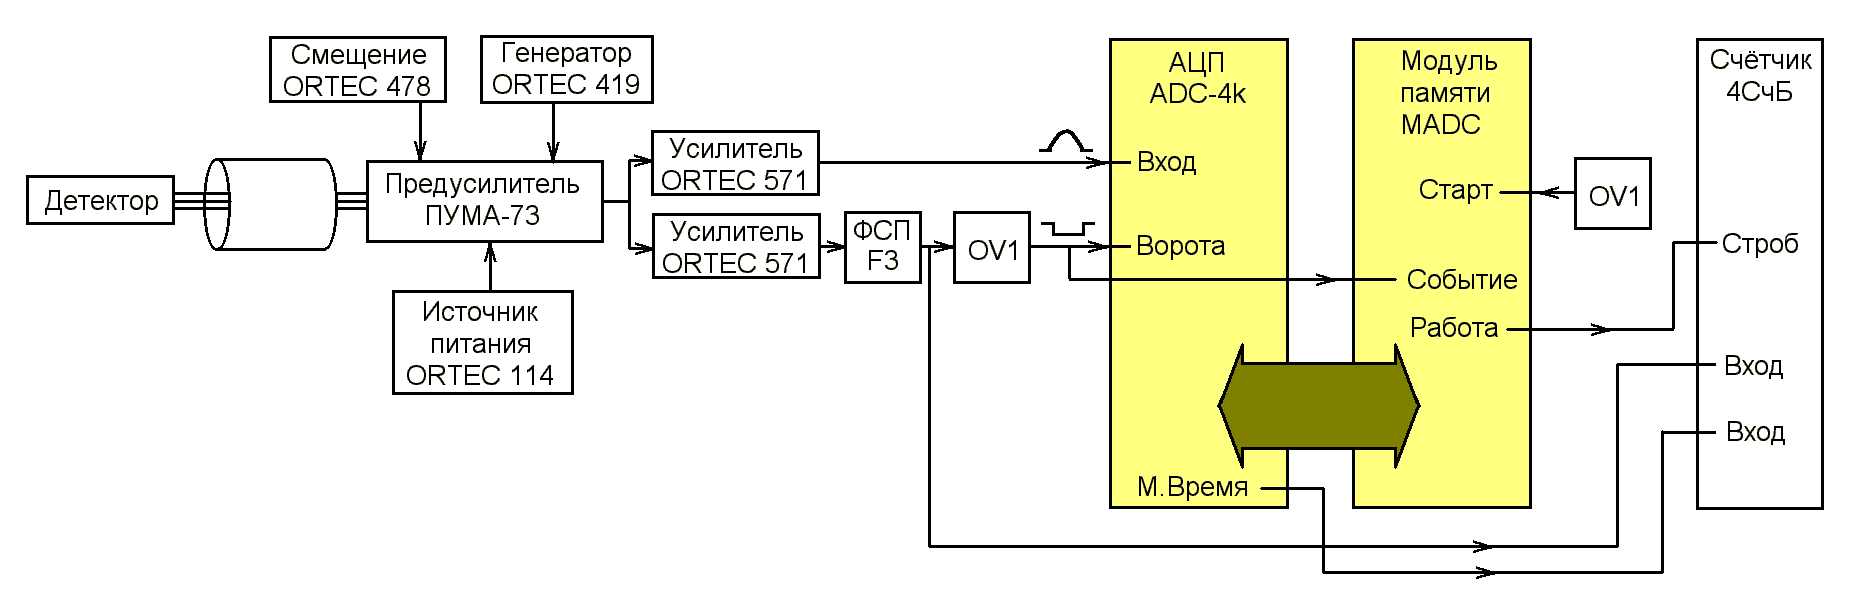 Смещение
ORTEC 478
Генератор
ORTEC 419
Детектор
Предусилитель
ПУМА-73
Источник
питания
ORTEC 114
Усилитель
ORTEC 571
Усилитель
ORTEC 571
ФСП
F3
OV1
АЦП
ADC-4k
Вход
Ворота
М.Время
Модуль
памяти
MADC
Старт
Событие
Работа
OV1
Счётчик
4СчБ
Строб
Вход
Вход